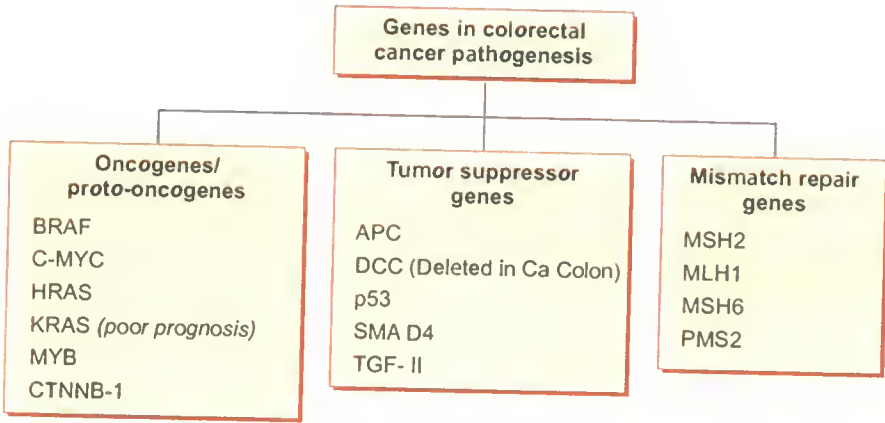 Genes in colorectal
cancer pathogenesis
Oncogenes/
proto-oncogenes
BRAF
C-MYC
HRAS
KRAS (poor prognosis)
MYB
CTNNB-1
Tumor suppressor
genes
APC
DCC (Deleted in Ca Colon)
p53
SMA D4
TGF- II
Mismatch repair
genes
MSH2
MLH1
MSH6
PMS2